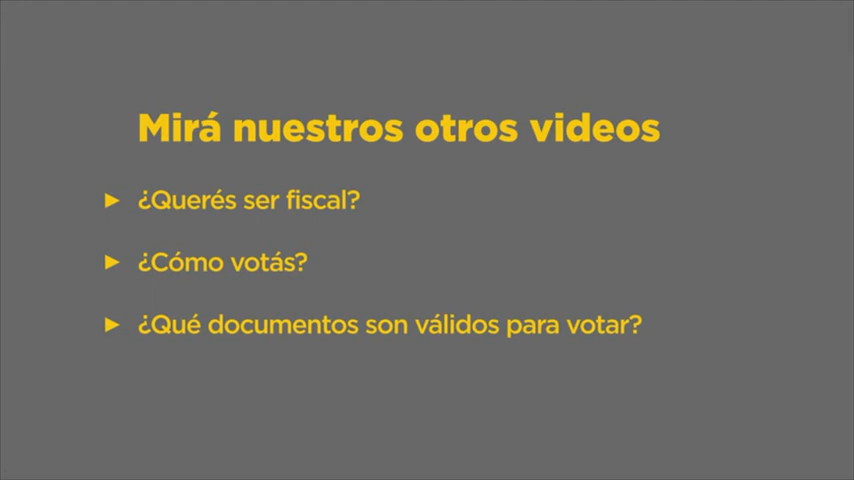 Mirá nuestros otros videos
¿Querés ser fiscal?
¿Cómo votás?
¿Qué documentos son válidos para votar?